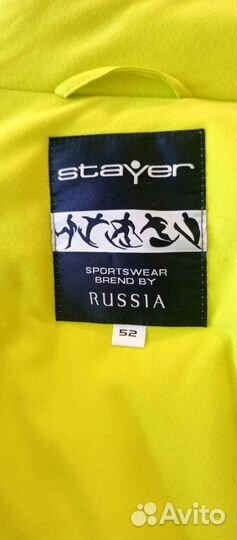 stayer
SPORTSWEAR
BREND BY
RUSSIA
52
Avito